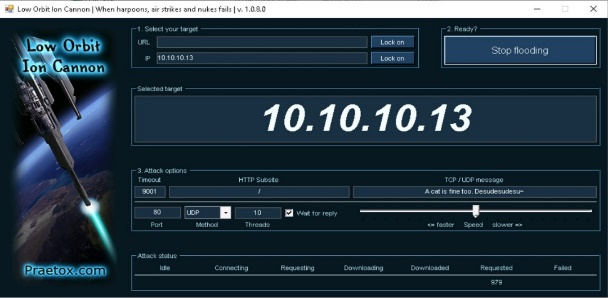 Low Orbit Ion Cannon | When harpoons, air strikes and nukes fails | v. 1.0.8.0
Low Orbit
Ion Cannon
1. Select your target
URL
Lock on
IP 10.10.10.13
Lock on
2. Ready?
Stop flooding
Selected target
10.10.10.13
3. Attack options
Timeout HTTP Subsite TCP / UDP message
9001 / A cat is fine too. Desudesudesu~
80 UDP 10 Wait for reply
Port Method Threads <= faster Speed slower =>
Attack status
Idle Connecting Requesting Downloading Downloaded Requested Failed
979
Praetox.com